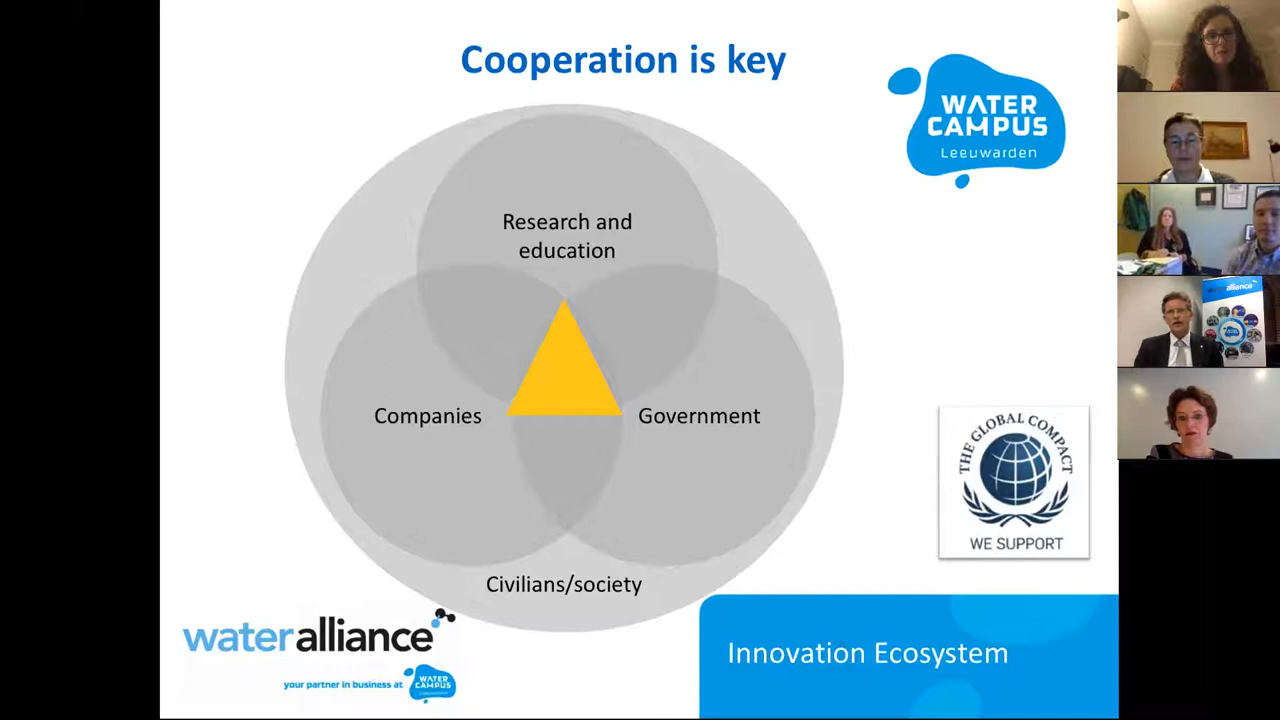 Cooperation is key
WATER
CAMPUS
Leeuwarden
Research and
education
Companies
Government
Civilians/society
THE GLOBAL COMPACT
WE SUPPORT
wateralliance
your partner in business at
WATER
CAMPUS
Innovation Ecosystem
alliance